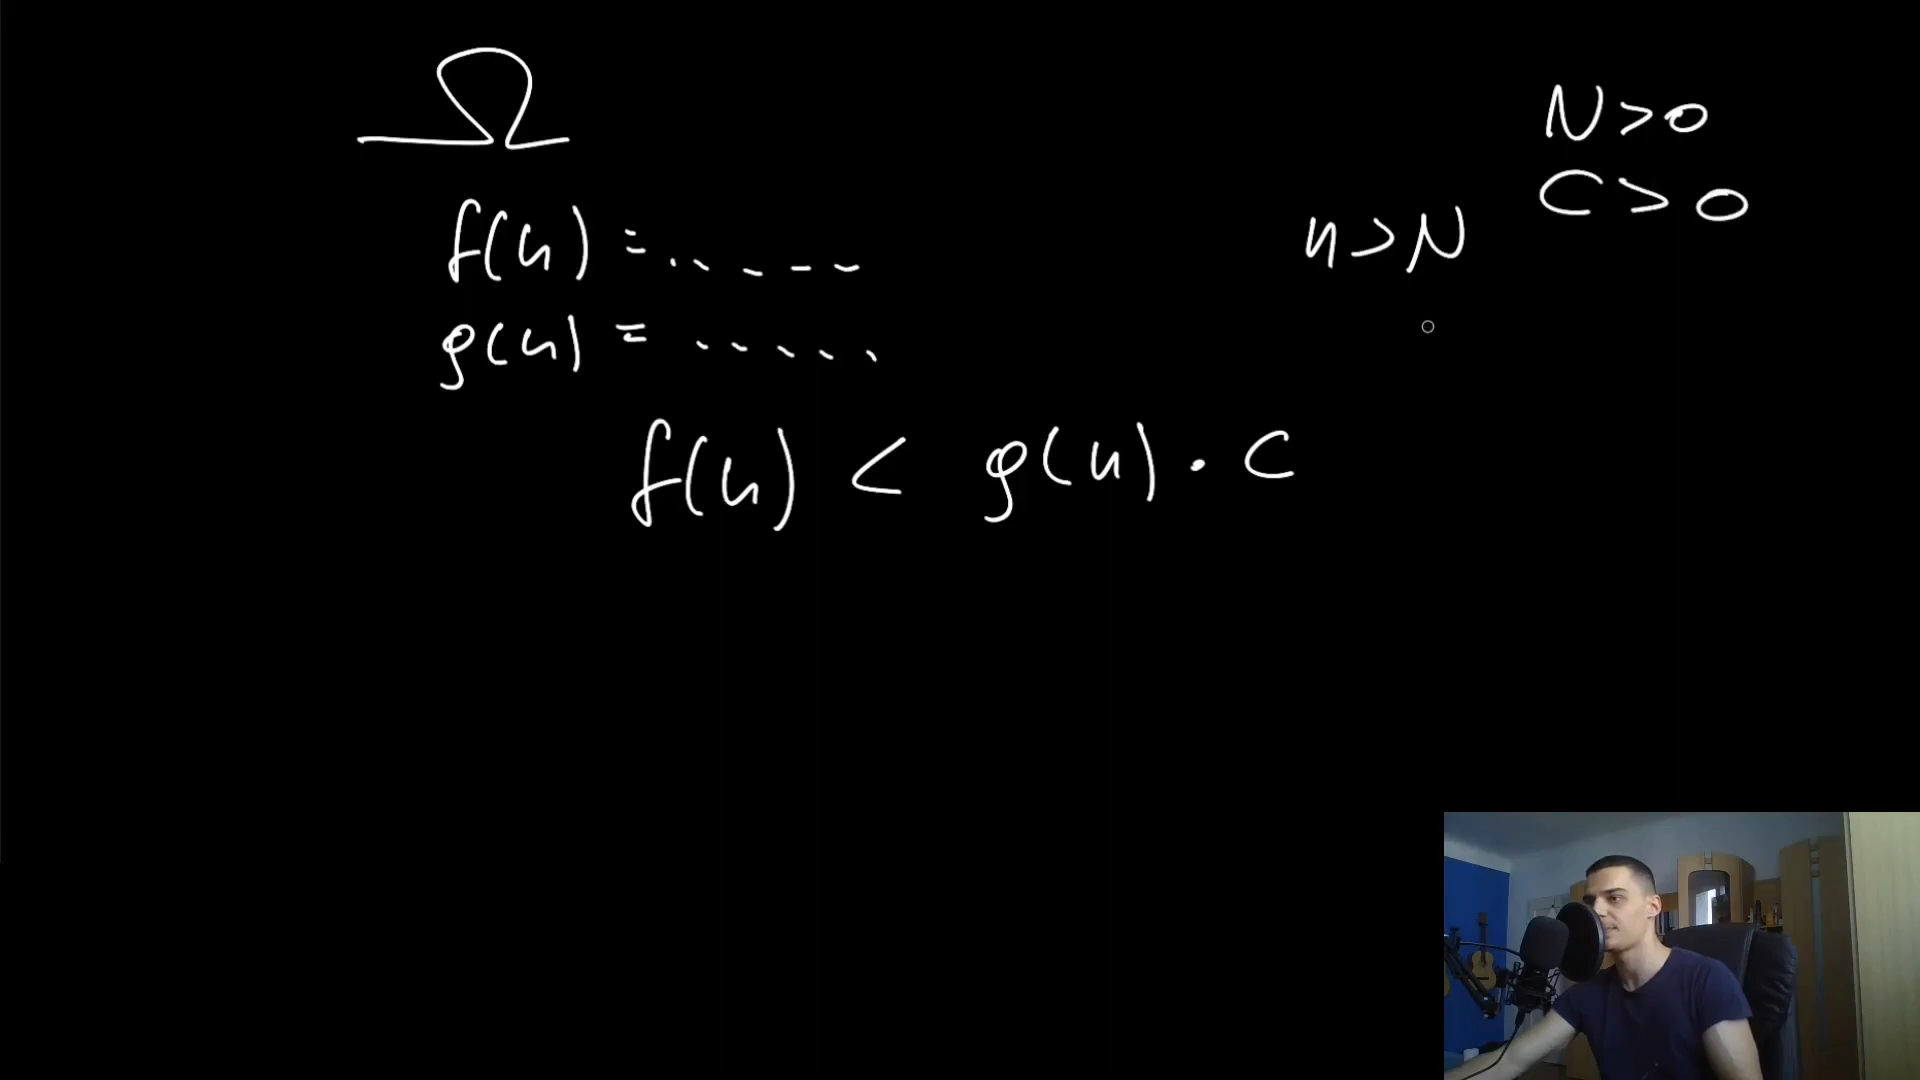 Ω
N>0
C>0
f(n) = . . . . .
n>N
g(n) = . . . . .
f(n) < g(n) · C